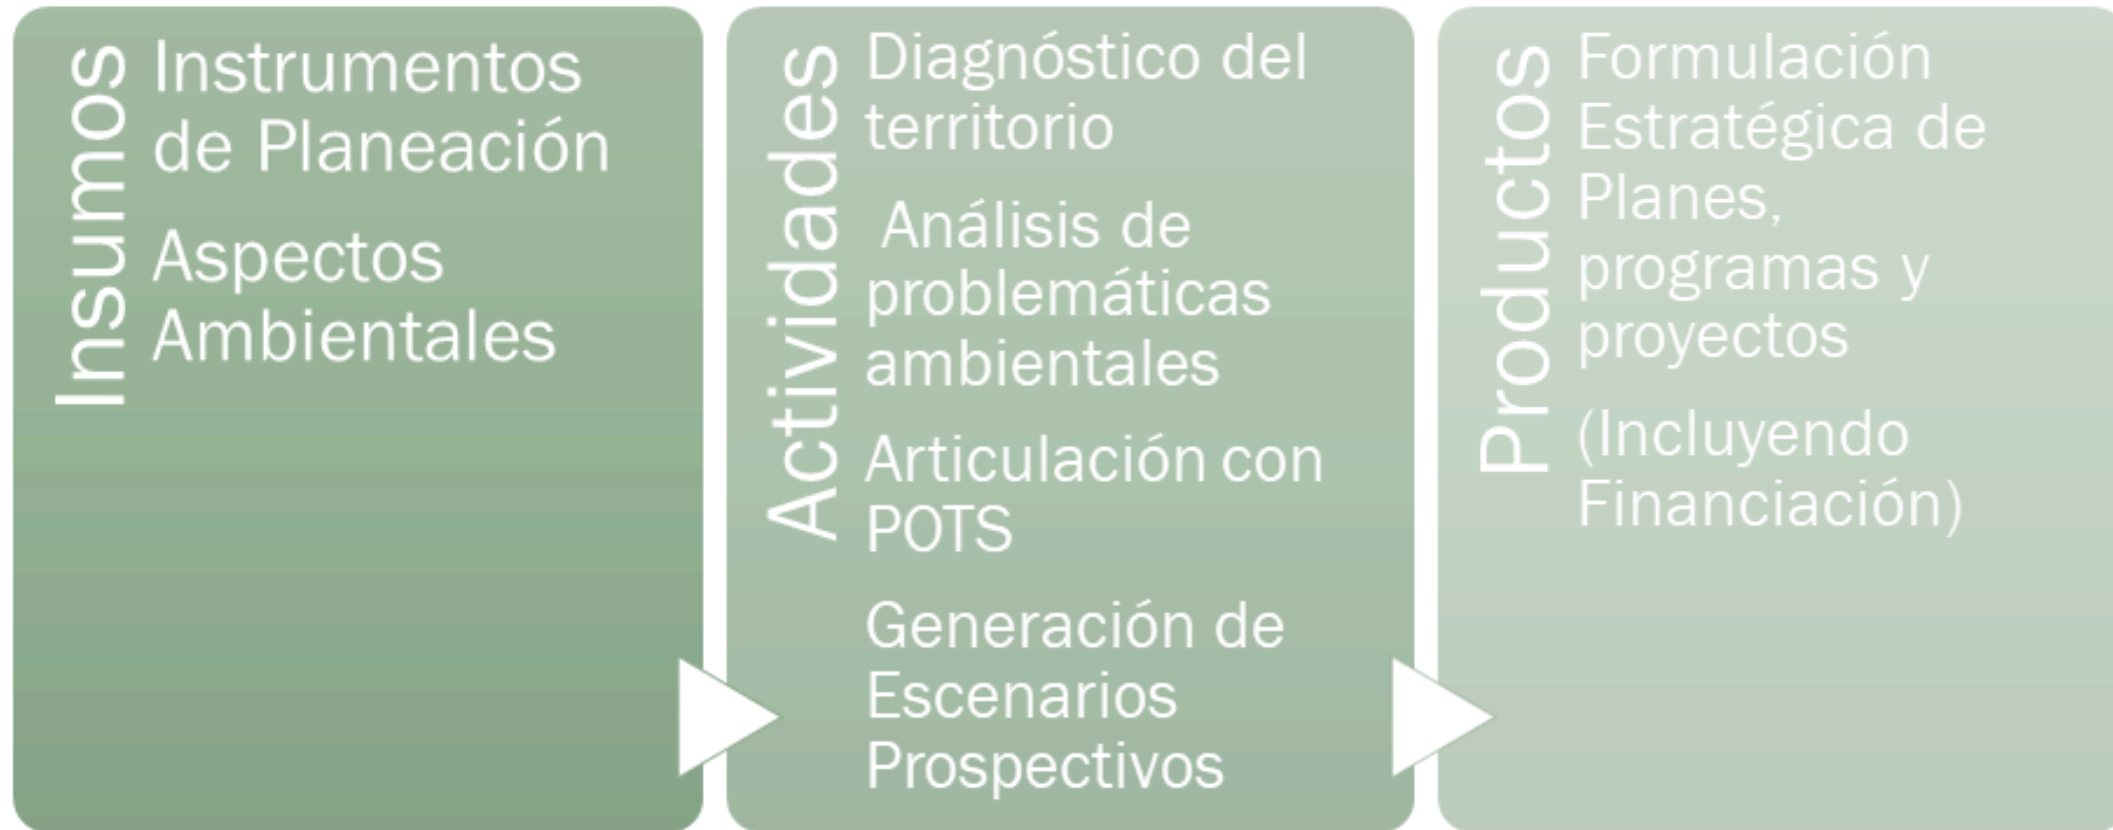 Insumos
Instrumentos
de Planeación
Aspectos
Ambientales
Actividades
Diagnóstico del
territorio
Análisis de
problemáticas
ambientales
Articulación con
POTS
Generación de
Escenarios
Prospectivos
Productos
Formulación
Estratégica de
Planes,
programas y
proyectos
(Incluyendo
Financiación)